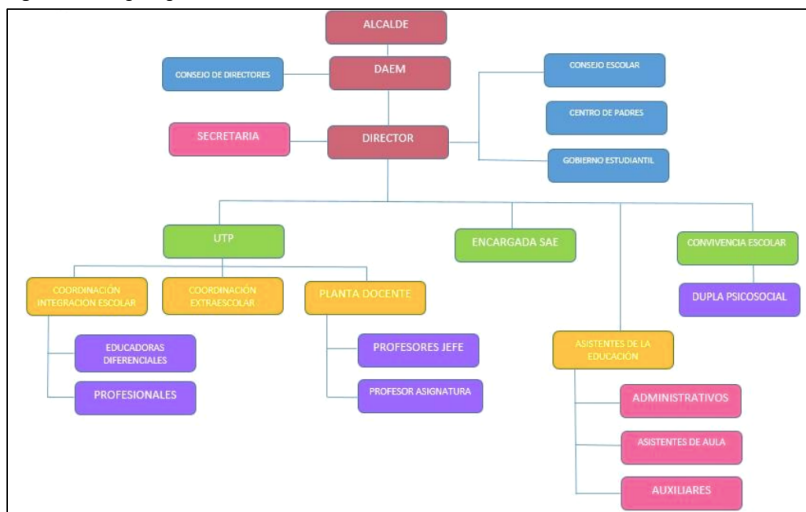 ALCALDE
CONSEJO DE DIRECTORES
DAEM
CONSEJO ESCOLAR
CENTRO DE PADRES
SECRETARIA
DIRECTOR
GOBIERNO ESTUDIANTIL
UTP
ENCARGADA SAE
CONVIVENCIA ESCOLAR
COORDINACIÓN
INTEGRACION ESCOLAR
COORDINACIÓN
EXTRAESCOLAR
PLANTA DOCENTE
DUPLA PSICOSOCIAL
EDUCADORAS
DIFERENCIALES
PROFESIONALES
PROFESORES JEFE
PROFESOR ASIGNATURA
ASISTENTES DE LA
EDUCACIÓN
ADMINISTRATIVOS
ASISTENTES DE AULA
AUXILIARES